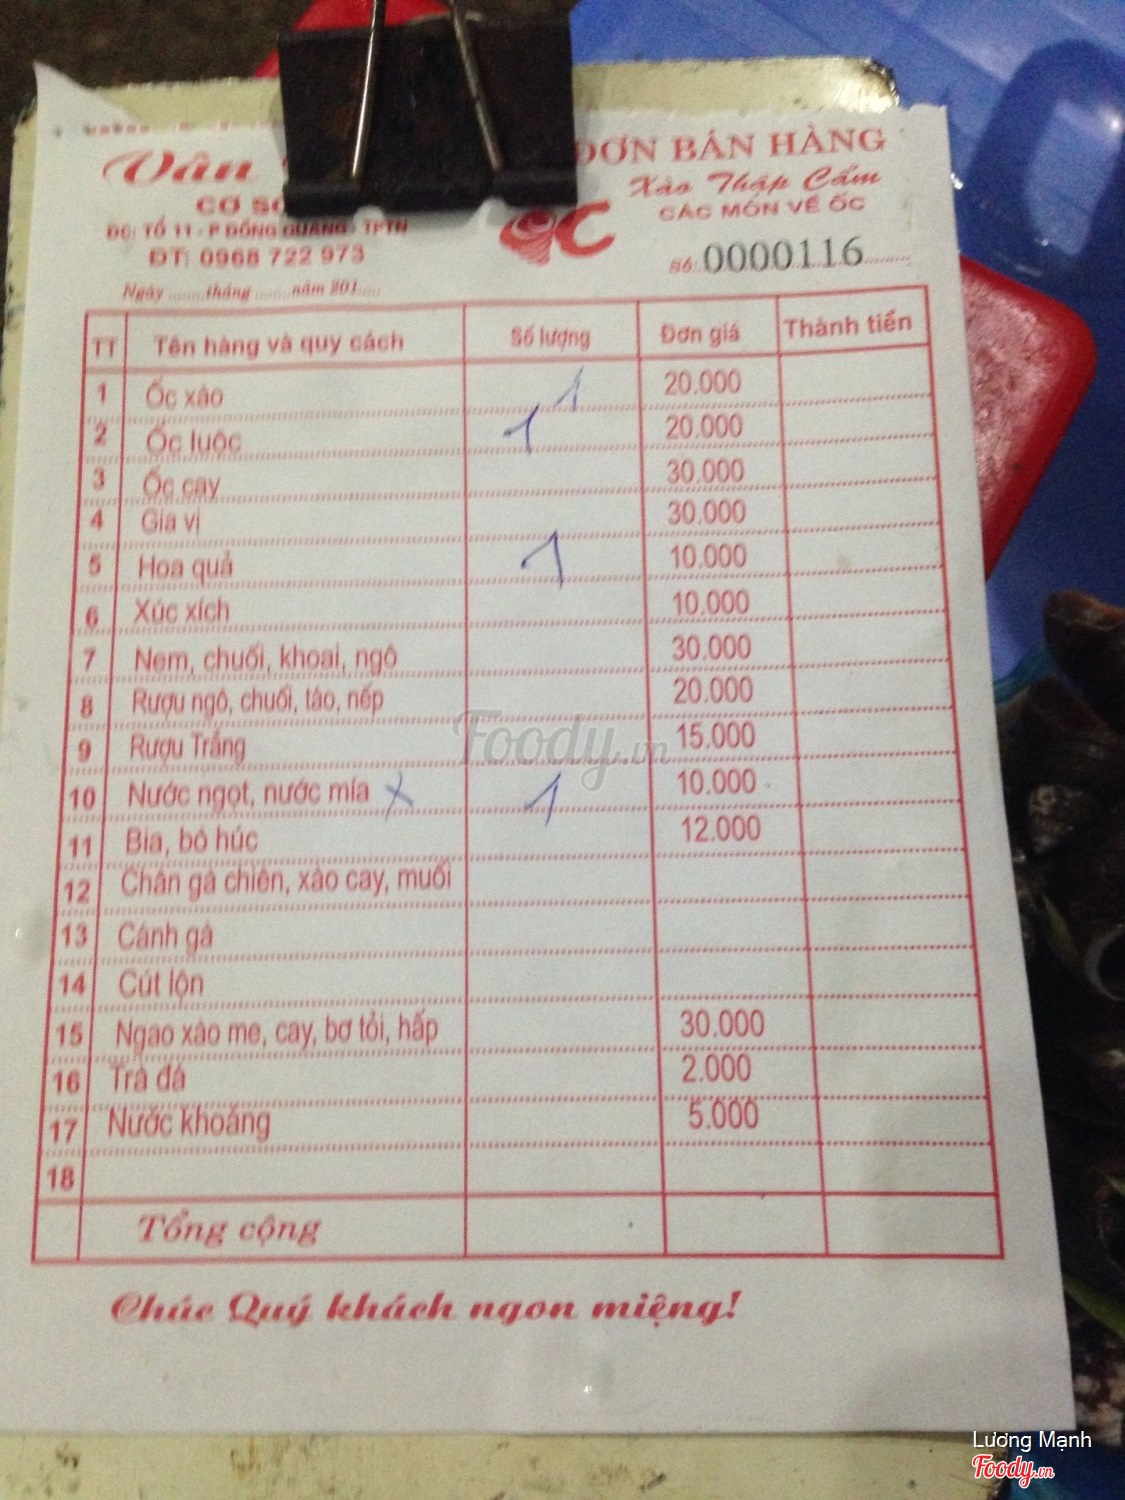 Vân
ĐƠN BÁN HÀNG
Xào Thập Cẩm
CÁC MÓN VỀ ỐC
CƠ SỞ
ĐC: TỔ 11 - P ĐỒNG QUANG - TPTN
ĐT: 0968 722 973
ỐC
Số: 0000116
Ngày ........tháng ........năm 201.....
TT Tên hàng và quy cách Số lượng Đơn giá Thành tiền
1 Ốc xào 1 20.000
2 Ốc luộc 1 20.000
3 Ốc cay 30.000
4 Gia vị 30.000
5 Hoa quả 1 10.000
6 Xúc xích 10.000
7 Nem, chuối, khoai, ngô 30.000
8 Rượu ngô, chuối, táo, nếp 20.000
9 Rượu Trắng 15.000
10 Nước ngọt, nước mía x 1 10.000
11 Bia, bò húc 12.000
12 Chân gà chiên, xào cay, muối
13 Cánh gà
14 Cút lộn
15 Ngao xào me, cay, bơ tỏi, hấp 30.000
16 Trà đá 2.000
17 Nước khoáng 5.000
18
Tổng cộng
Chúc Quý khách ngon miệng!
Foody.vn
Lương Mạnh
Foody.vn